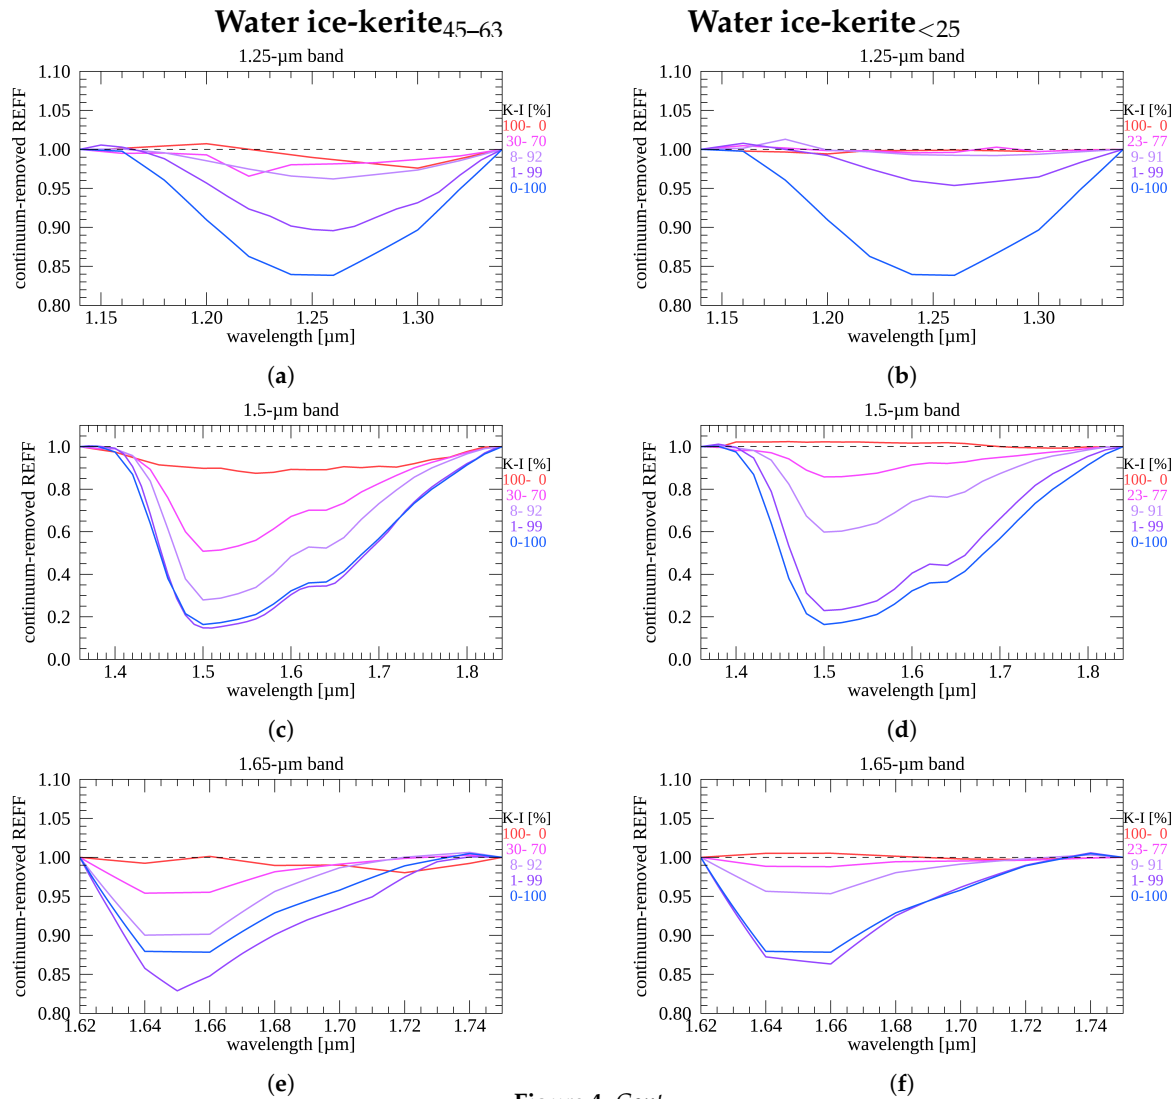 Water ice-kerite45–63 Water ice-kerite<25
1.25-µm band
continuum-removed REFF
1.10
1.05
1.00
0.95
0.90
0.85
0.80
1.15 1.20 1.25 1.30
wavelength [µm]
K-I [%]
100- 0
30- 70
8- 92
1- 99
0-100
(a)
1.25-µm band
continuum-removed REFF
1.10
1.05
1.00
0.95
0.90
0.85
0.80
1.15 1.20 1.25 1.30
wavelength [µm]
K-I [%]
100- 0
23- 77
9- 91
1- 99
0-100
(b)
1.5-µm band
continuum-removed REFF
1.0
0.8
0.6
0.4
0.2
0.0
1.4 1.5 1.6 1.7 1.8
wavelength [µm]
K-I [%]
100- 0
30- 70
8- 92
1- 99
0-100
(c)
1.5-µm band
continuum-removed REFF
1.0
0.8
0.6
0.4
0.2
0.0
1.4 1.5 1.6 1.7 1.8
wavelength [µm]
K-I [%]
100- 0
23- 77
9- 91
1- 99
0-100
(d)
1.65-µm band
continuum-removed REFF
1.10
1.05
1.00
0.95
0.90
0.85
0.80
1.62 1.64 1.66 1.68 1.70 1.72 1.74
wavelength [µm]
K-I [%]
100- 0
30- 70
8- 92
1- 99
0-100
(e)
1.65-µm band
continuum-removed REFF
1.10
1.05
1.00
0.95
0.90
0.85
0.80
1.62 1.64 1.66 1.68 1.70 1.72 1.74
wavelength [µm]
K-I [%]
100- 0
23- 77
9- 91
1- 99
0-100
(f)
Figure 4. Cont.